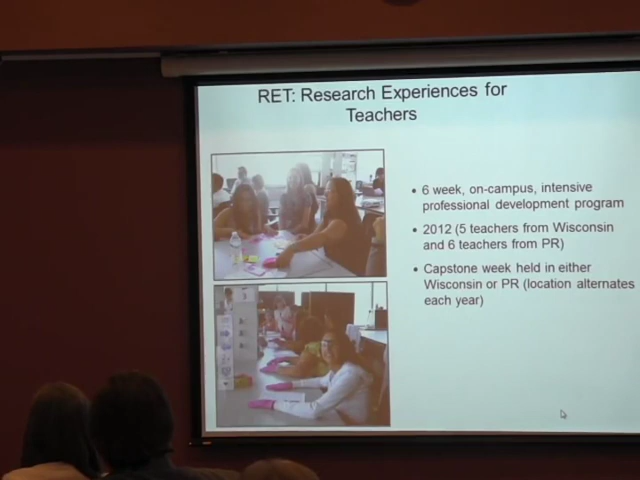 RET: Research Experiences for
Teachers
• 6 week, on-campus, intensive
professional development program
• 2012 (5 teachers from Wisconsin
and 6 teachers from PR)
• Capstone week held in either
Wisconsin or PR (location alternates
each year)